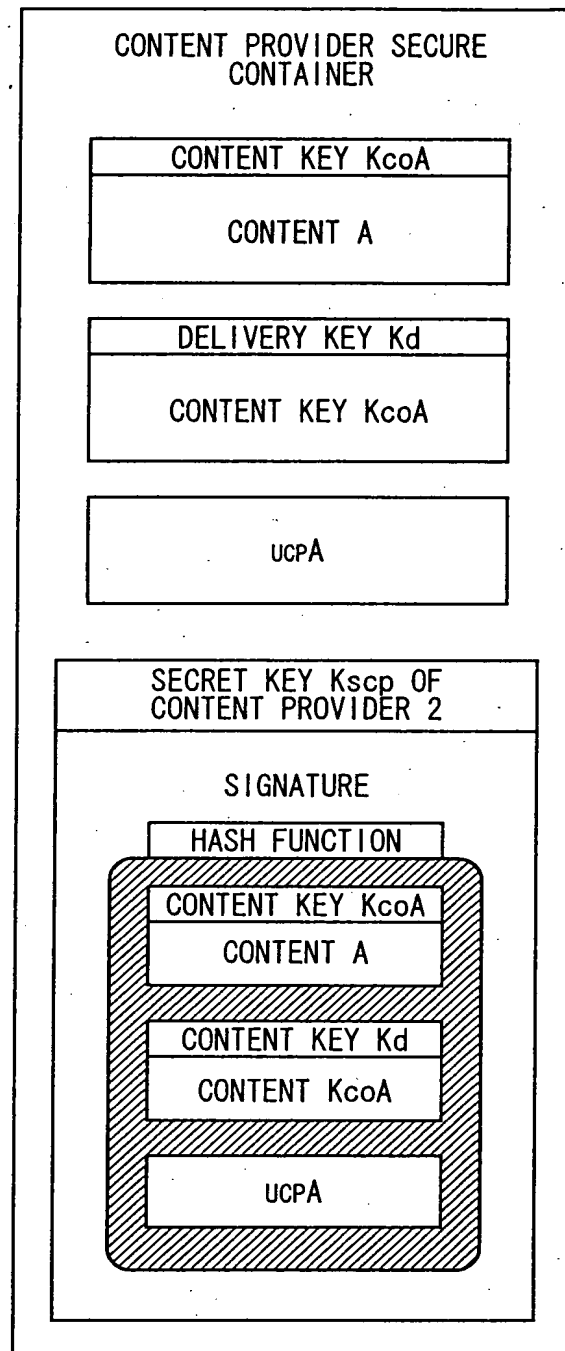 CONTENT PROVIDER SECURE
CONTAINER
CONTENT KEY KcoA
CONTENT A
DELIVERY KEY Kd
CONTENT KEY KcoA
UCPA
SECRET KEY Kscp OF
CONTENT PROVIDER 2
SIGNATURE
HASH FUNCTION
CONTENT KEY KcoA
CONTENT A
CONTENT KEY Kd
CONTENT KcoA
UCPA